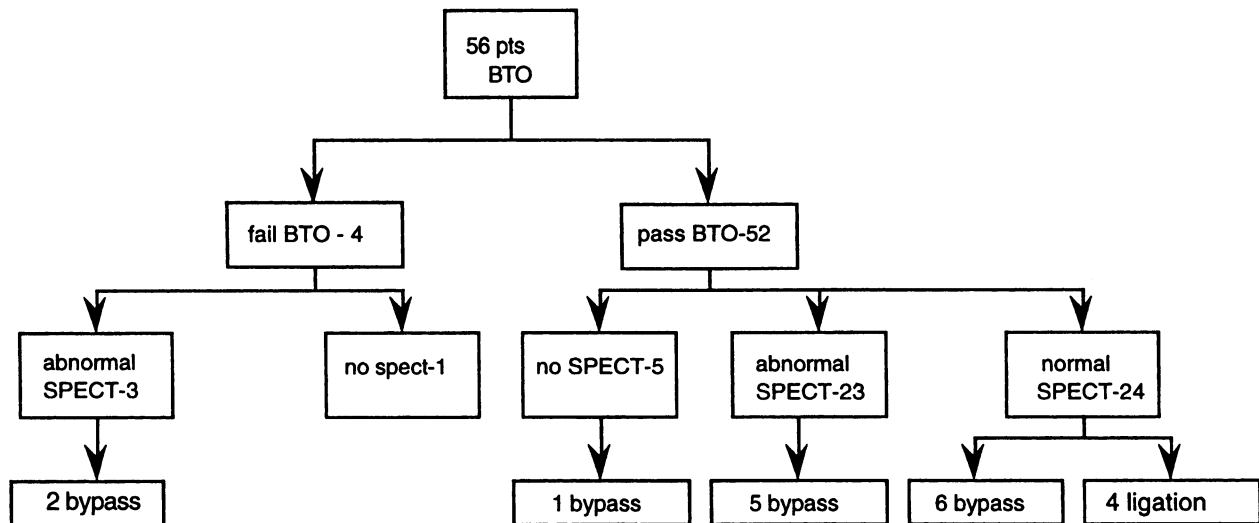 56 pts
BTO
fail BTO - 4
pass BTO-52
abnormal
SPECT-3
no spect-1
no SPECT-5
abnormal
SPECT-23
normal
SPECT-24
2 bypass
1 bypass
5 bypass
6 bypass
4 ligation